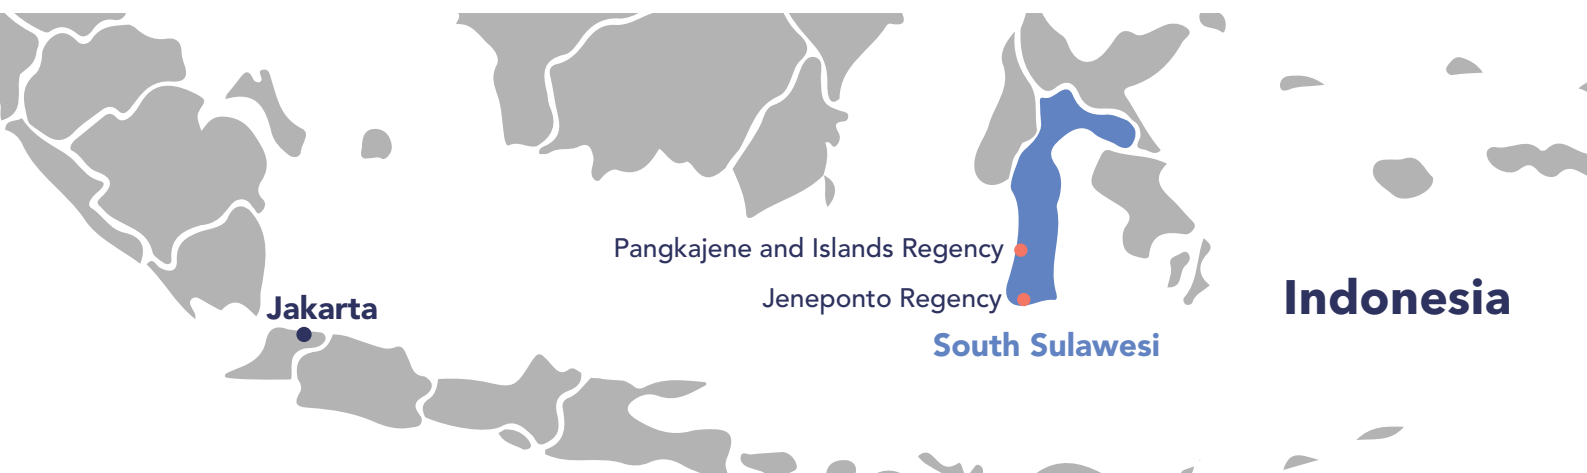 Pangkajene and Islands Regency
Jeneponto Regency
Jakarta
Indonesia
South Sulawesi